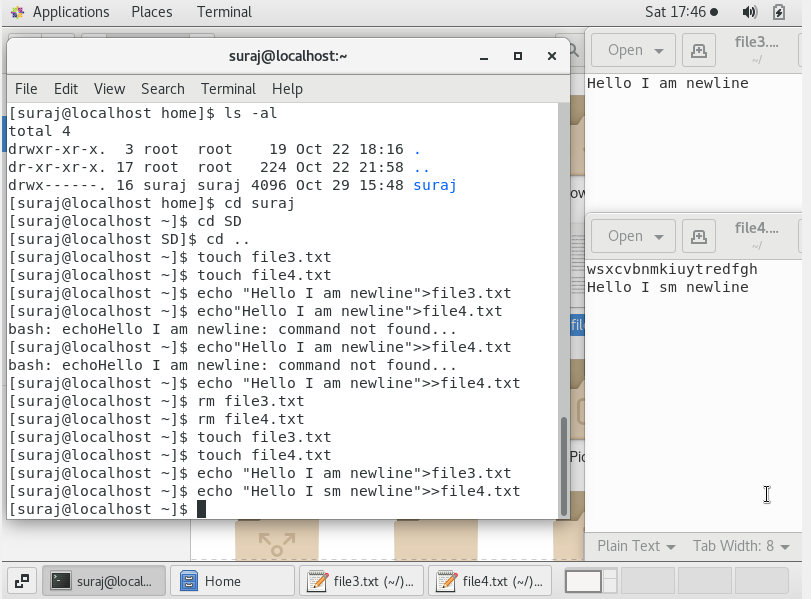 Applications Places Terminal Sat 17:46
suraj@localhost:~
File Edit View Search Terminal Help
[suraj@localhost home]$ ls -al
total 4
drwxr-xr-x.  3 root  root    19 Oct 22 18:16 .
dr-xr-xr-x. 17 root  root   224 Oct 22 21:58 ..
drwx------. 16 suraj suraj 4096 Oct 29 15:48 suraj
[suraj@localhost home]$ cd suraj
[suraj@localhost ~]$ cd SD
[suraj@localhost SD]$ cd ..
[suraj@localhost ~]$ touch file3.txt
[suraj@localhost ~]$ touch file4.txt
[suraj@localhost ~]$ echo "Hello I am newline">file3.txt
[suraj@localhost ~]$ echo"Hello I am newline">file4.txt
bash: echoHello I am newline: command not found...
[suraj@localhost ~]$ echo"Hello I am newline">>file4.txt
bash: echoHello I am newline: command not found...
[suraj@localhost ~]$ echo "Hello I am newline">>file4.txt
[suraj@localhost ~]$ rm file3.txt
[suraj@localhost ~]$ rm file4.txt
[suraj@localhost ~]$ touch file3.txt
[suraj@localhost ~]$ touch file4.txt
[suraj@localhost ~]$ echo "Hello I am newline">file3.txt
[suraj@localhost ~]$ echo "Hello I sm newline">>file4.txt
[suraj@localhost ~]$
Open file3....
~/
Hello I am newline
Open file4....
~/
wsxcvbnmkiuytredfgh
Hello I sm newline
Plain Text Tab Width: 8
suraj@local... Home file3.txt (~/)... file4.txt (~/)...